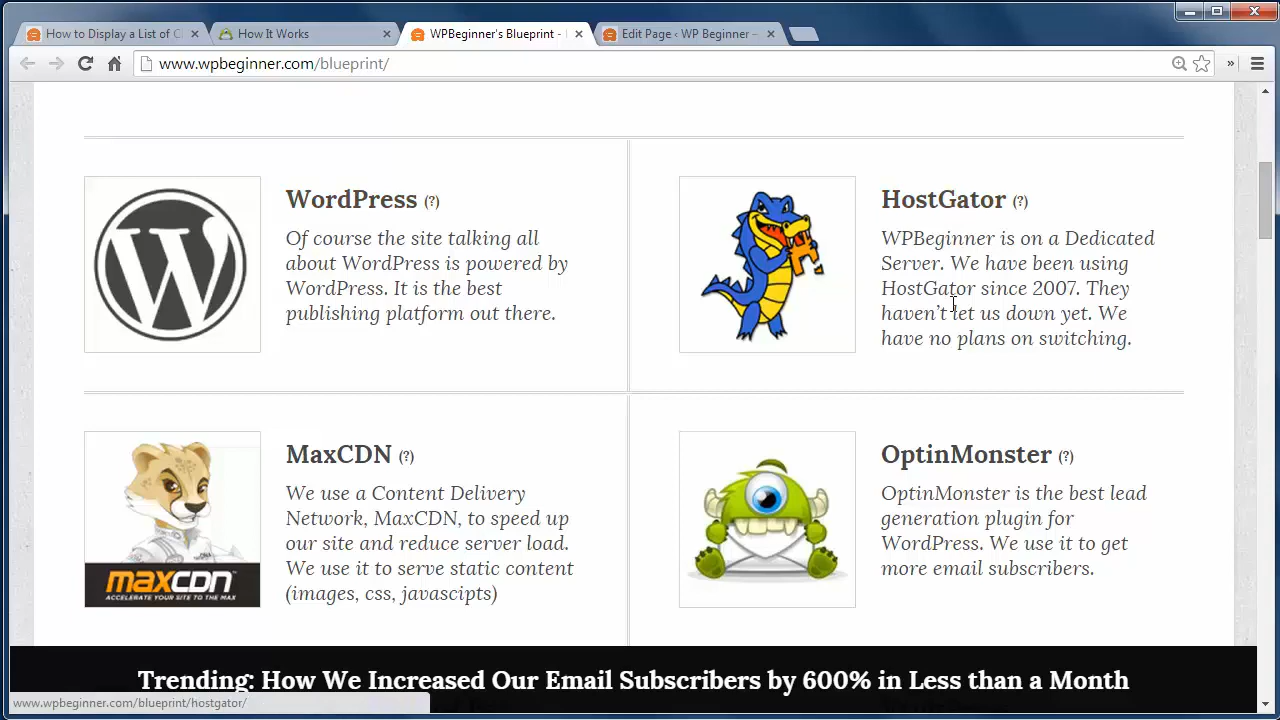 How to Display a List of C
How It Works
WPBeginner's Blueprint -
Edit Page ‹ WP Beginner —
www.wpbeginner.com/blueprint/
WordPress (?)
Of course the site talking all
about WordPress is powered by
WordPress. It is the best
publishing platform out there.
HostGator (?)
WPBeginner is on a Dedicated
Server. We have been using
HostGator since 2007. They
haven't let us down yet. We
have no plans on switching.
maxcdn
ACCELERATE YOUR SITE TO THE MAX
MaxCDN (?)
We use a Content Delivery
Network, MaxCDN, to speed up
our site and reduce server load.
We use it to serve static content
(images, css, javascipts)
OptinMonster (?)
OptinMonster is the best lead
generation plugin for
WordPress. We use it to get
more email subscribers.
Trending: How We Increased Our Email Subscribers by 600% in Less than a Month
www.wpbeginner.com/blueprint/hostgator/